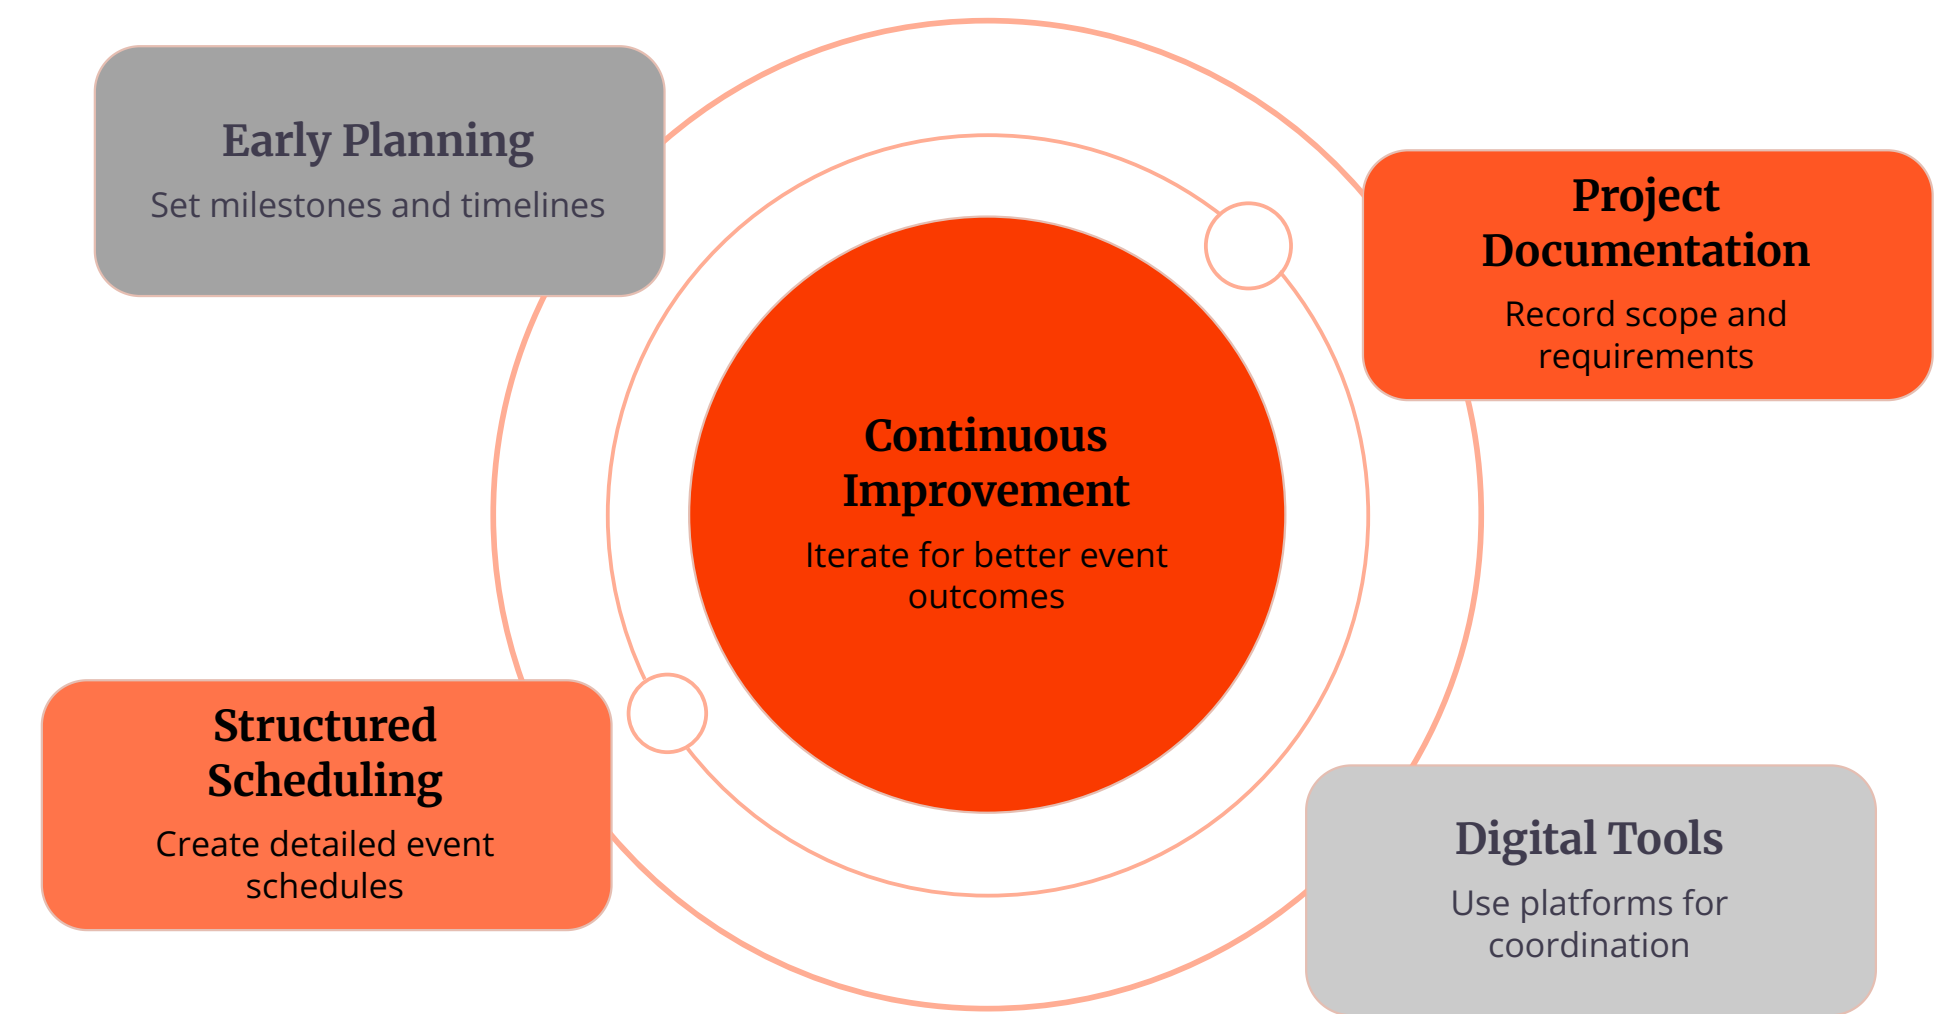 Early Planning
Set milestones and timelines
Project
Documentation
Record scope and
requirements
Continuous
Improvement
Iterate for better event
outcomes
Structured
Scheduling
Create detailed event
schedules
Digital Tools
Use platforms for
coordination